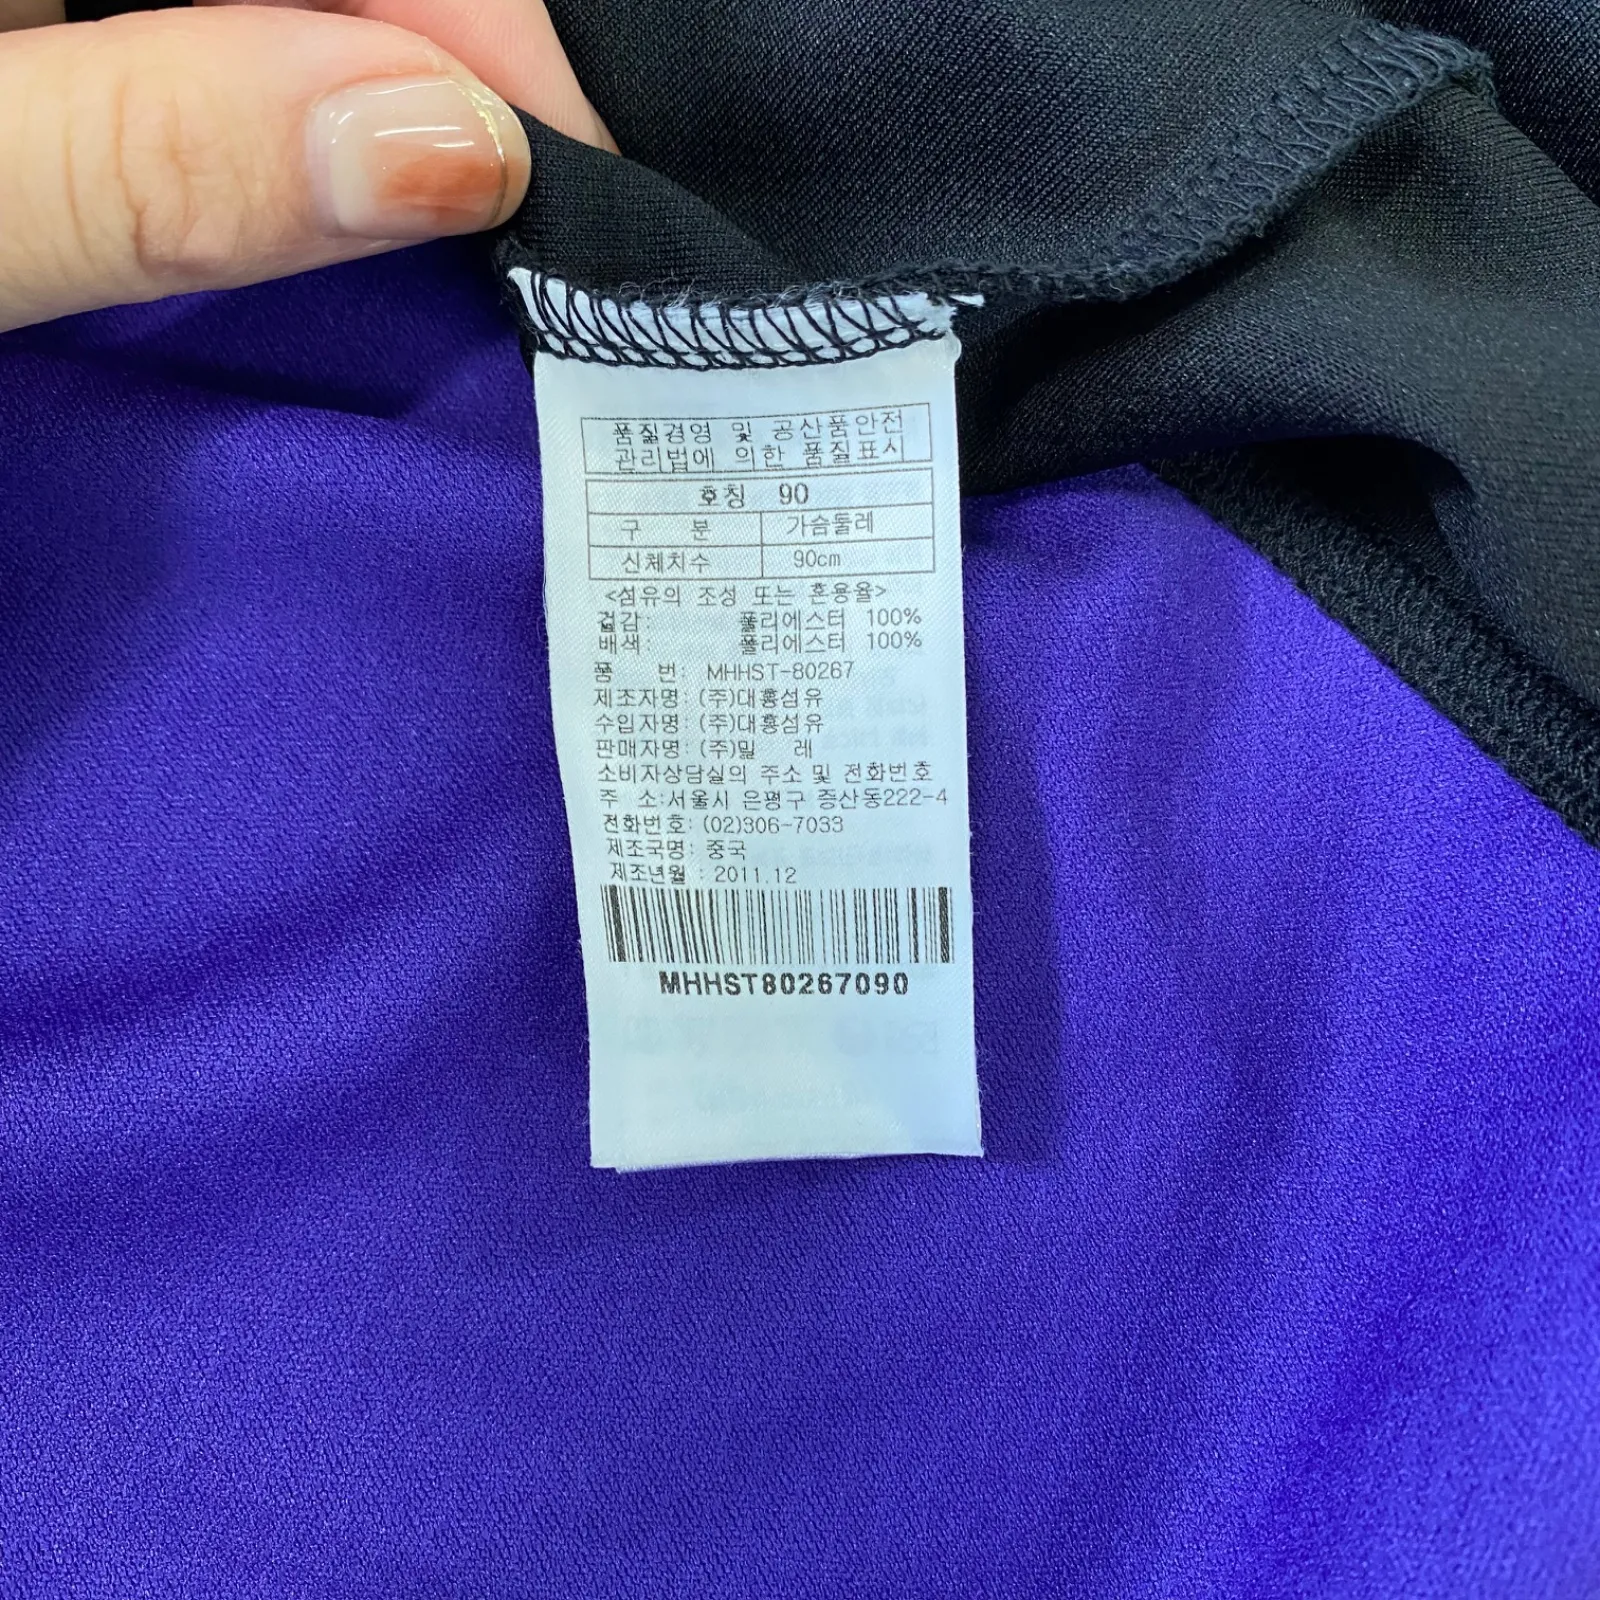 품질경영 및 공산품안전
관리법에 의한 품질표시
호칭 90
구 분 가슴둘레
신체치수 90cm
<섬유의 조성 또는 혼용율>
겉감: 폴리에스터 100%
배색: 폴리에스터 100%
품 번: MHHST-80267
제조자명: (주)대홍섬유
수입자명: (주)대홍섬유
판매자명: (주)밀 레
소비자상담실의 주소 및 전화번호
주 소:서울시 은평구 증산동222-4
전화번호: (02)306-7033
제조국명: 중국
제조년월 : 2011.12
MHHST80267090